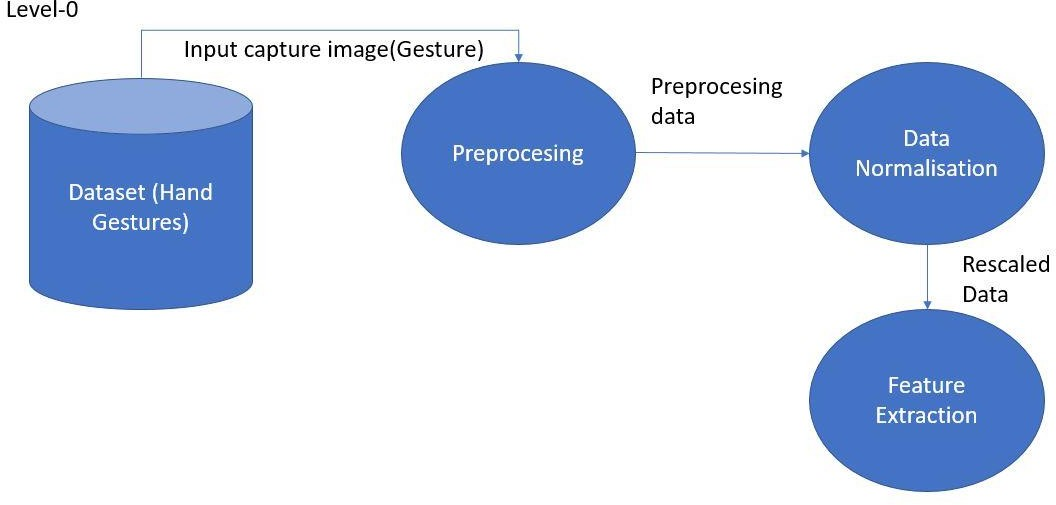 Level-0
Input capture image(Gesture)
Dataset (Hand
Gestures)
Preprocesing
Preprocesing
data
Data
Normalisation
Rescaled
Data
Feature
Extraction